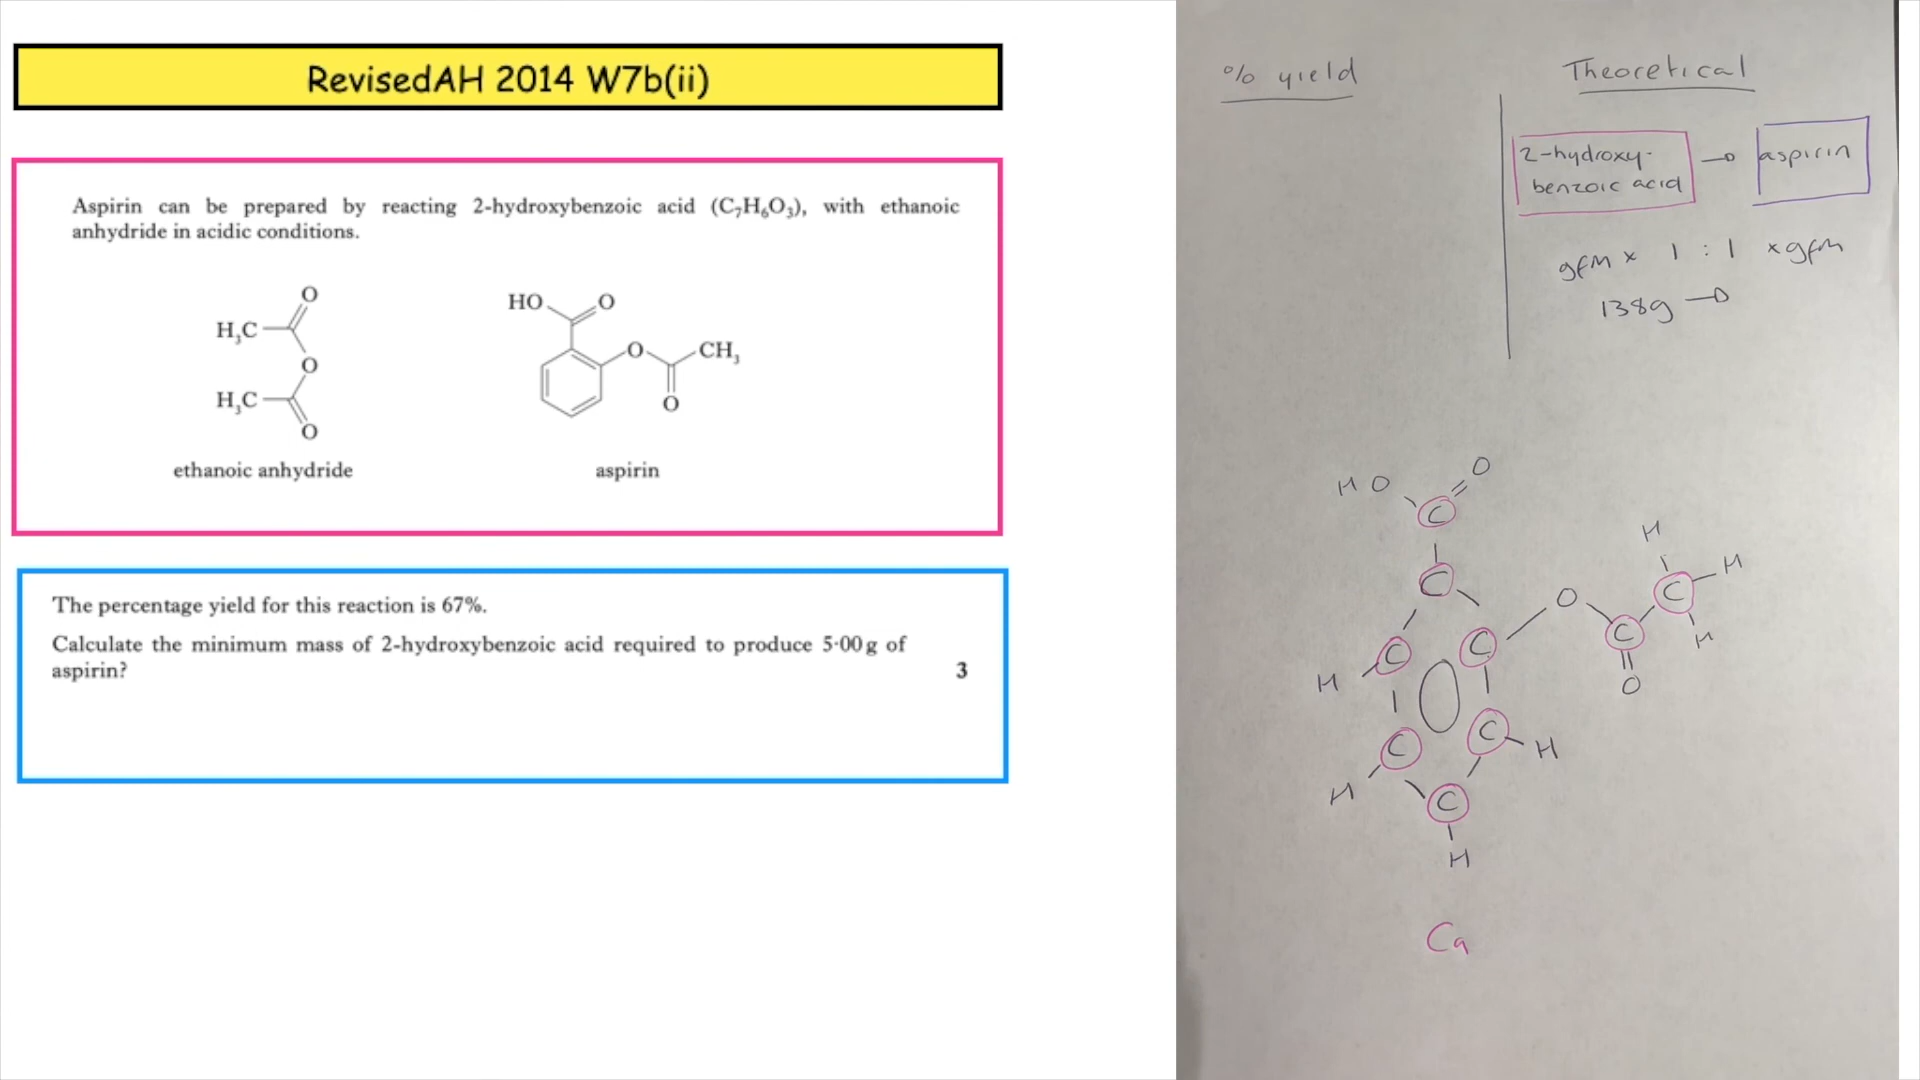 RevisedAH 2014 W7b(ii)
Aspirin can be prepared by reacting 2-hydroxybenzoic acid (C₇H₆O₃), with ethanoic
anhydride in acidic conditions.
O
H₃C
O
H₃C
O
ethanoic anhydride
HO O
O CH₃
O
aspirin
The percentage yield for this reaction is 67%.
Calculate the minimum mass of 2-hydroxybenzoic acid required to produce 5·00 g of
aspirin?
3
% yield
Theoretical
2-hydroxy- → aspirin
benzoic acid
gfm × 1 : 1 × gfm
138g →
H O O
C
C
H
H
C
H
O
C
O
C
C
H
C
C
H
H
C
H
C9